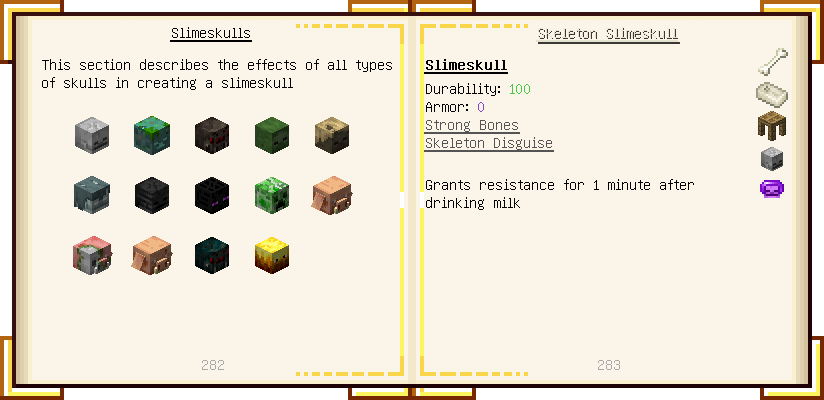 Slimeskulls
This section describes the effects of all types
of skulls in creating a slimeskull
282
Skeleton Slimeskull
Slimeskull
Durability: 100
Armor: 0
Strong Bones
Skeleton Disguise
Grants resistance for 1 minute after
drinking milk
283